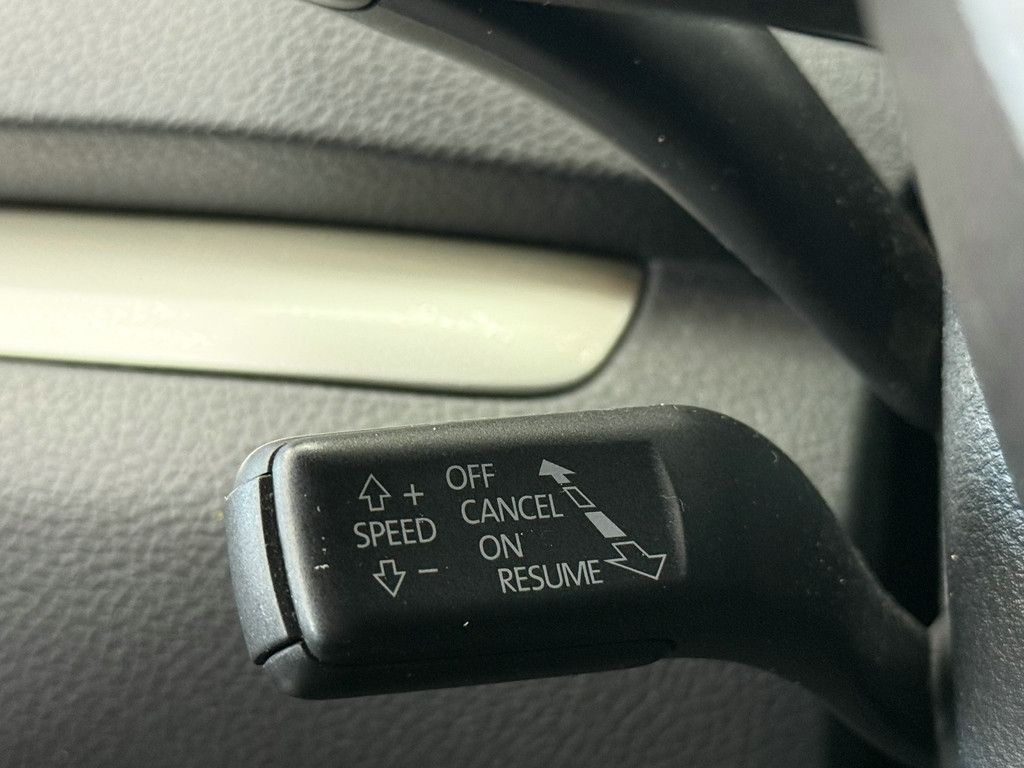 +
SPEED
−
OFF
CANCEL
ON
RESUME